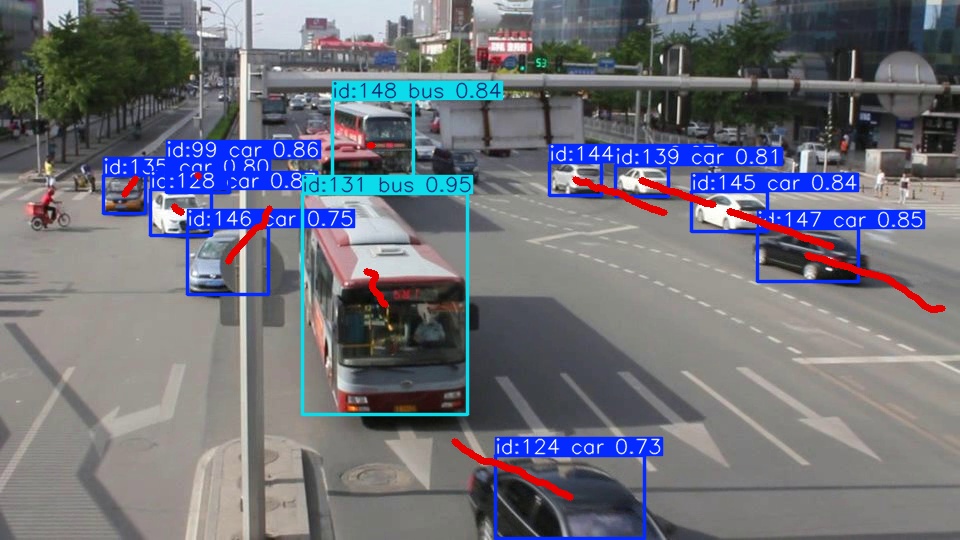 53
id:148 bus 0.84
id:99 car 0.86
id:144
id:139 car 0.81
id:135 car 0.80
id:128 car 0.8
id:131 bus 0.95
id:145 car 0.84
id:146 car 0.75
id:147 car 0.85
id:124 car 0.73